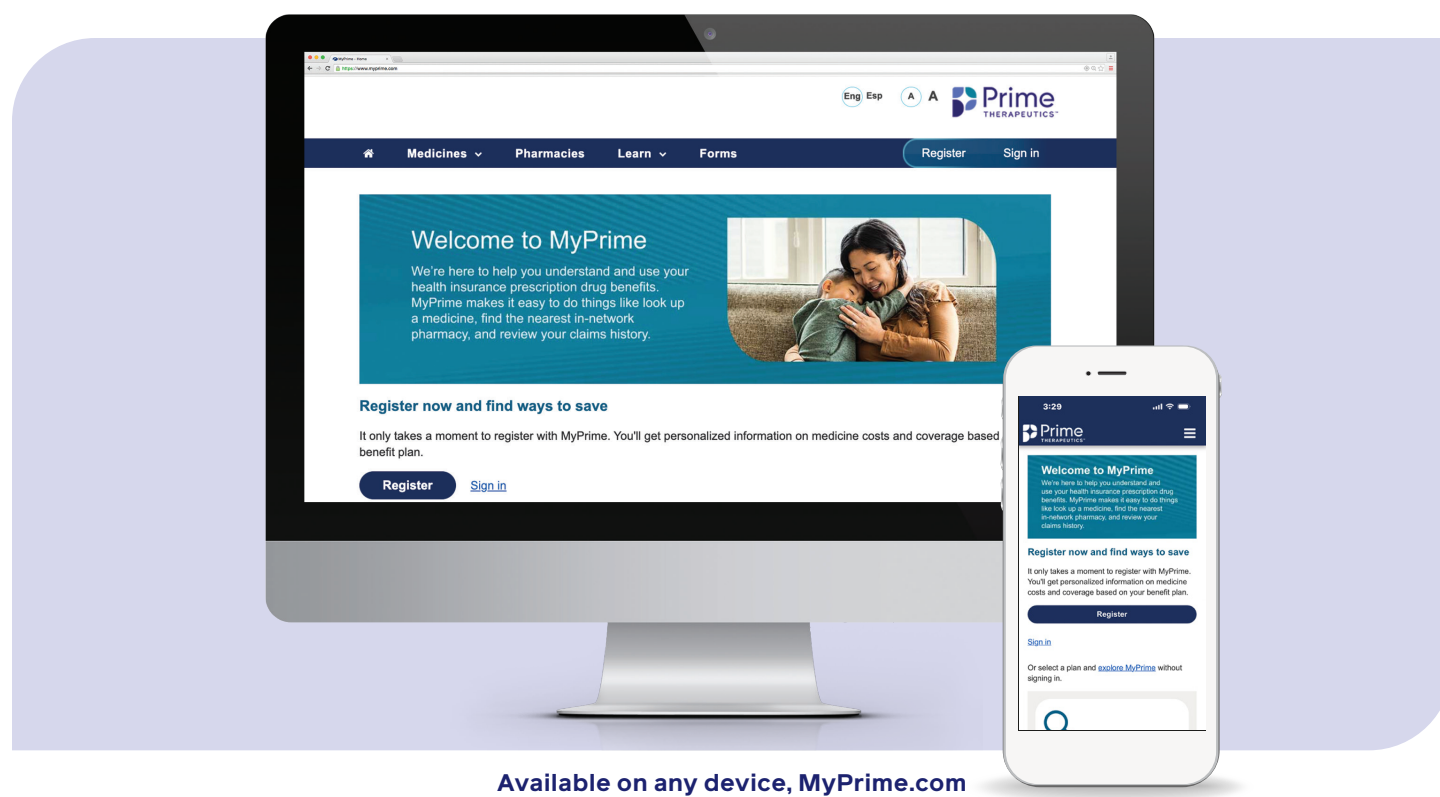 MyPrime - Home
https://www.myprime.com
Eng Esp A A Prime
THERAPEUTICS™
Medicines Pharmacies Learn Forms Register Sign in
Welcome to MyPrime
We're here to help you understand and use your
health insurance prescription drug benefits.
MyPrime makes it easy to do things like look up
a medicine, find the nearest in-network
pharmacy, and review your claims history.
Register now and find ways to save
It only takes a moment to register with MyPrime. You'll get personalized information on medicine costs and coverage based
benefit plan.
Register Sign in
3:29
Prime
THERAPEUTICS™
Welcome to MyPrime
We're here to help you understand and
use your health insurance prescription drug
benefits. MyPrime makes it easy to do things
like look up a medicine, find the nearest
in-network pharmacy, and review your
claims history.
Register now and find ways to save
It only takes a moment to register with MyPrime.
You'll get personalized information on medicine
costs and coverage based on your benefit plan.
Register
Sign in
Or select a plan and explore MyPrime without
signing in.
Available on any device, MyPrime.com